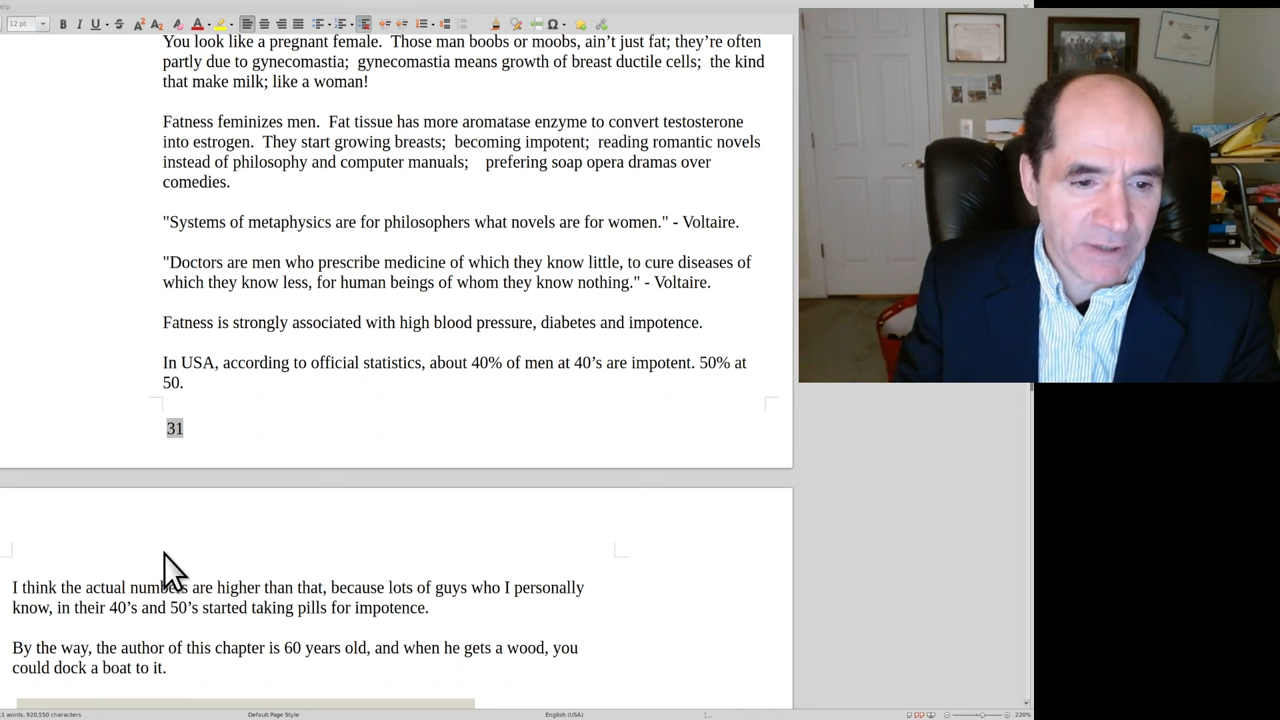 elp
12 pt
You look like a pregnant female.  Those man boobs or moobs, ain't just fat; they're often
partly due to gynecomastia;  gynecomastia means growth of breast ductile cells;  the kind
that make milk; like a woman!
Fatness feminizes men.  Fat tissue has more aromatase enzyme to convert testosterone
into estrogen.  They start growing breasts;  becoming impotent;  reading romantic novels
instead of philosophy and computer manuals;    prefering soap opera dramas over
comedies.
"Systems of metaphysics are for philosophers what novels are for women." - Voltaire.
"Doctors are men who prescribe medicine of which they know little, to cure diseases of
which they know less, for human beings of whom they know nothing." - Voltaire.
Fatness is strongly associated with high blood pressure, diabetes and impotence.
In USA, according to official statistics, about 40% of men at 40's are impotent. 50% at
50.
31
I think the actual numbers are higher than that, because lots of guys who I personally
know, in their 40's and 50's started taking pills for impotence.
By the way, the author of this chapter is 60 years old, and when he gets a wood, you
could dock a boat to it.
1 words, 920,550 characters
Default Page Style
English (USA)
220%